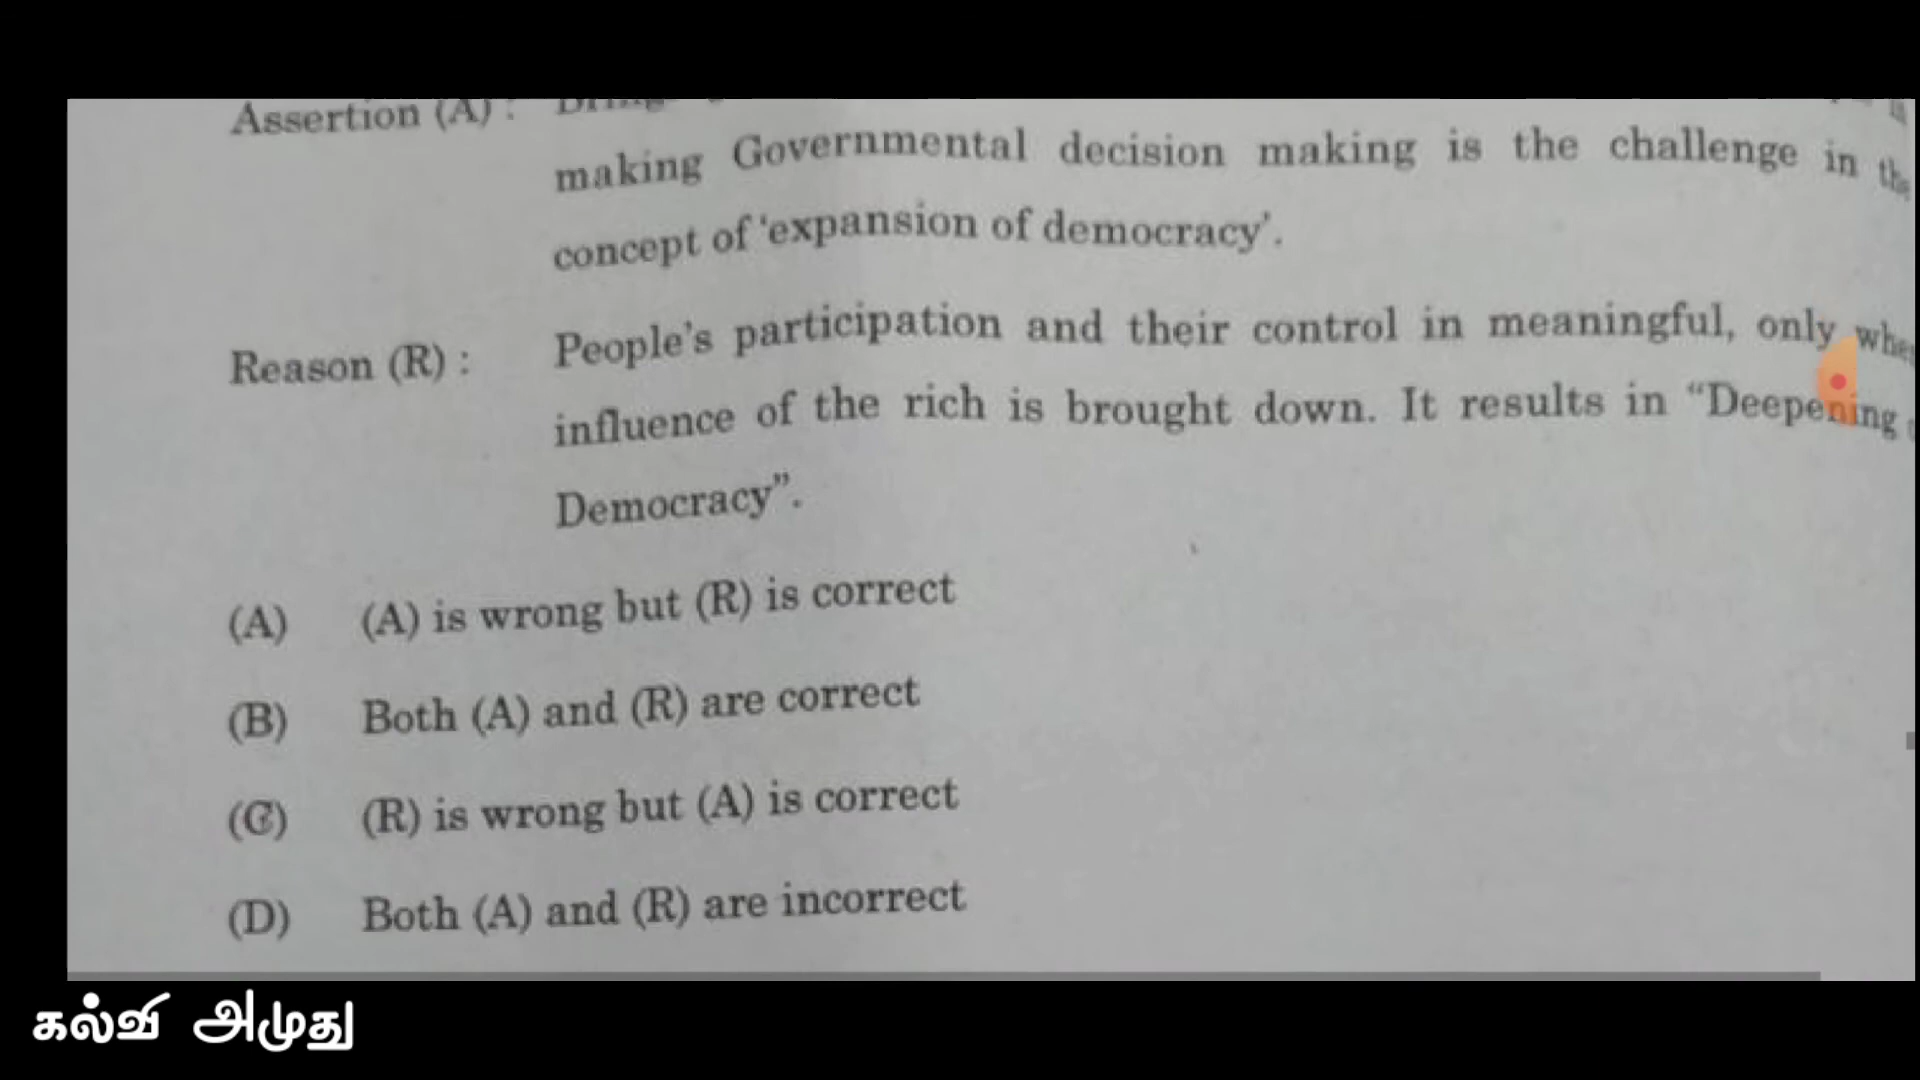 Assertion (A) :
making Governmental decision making is the challenge in the
concept of 'expansion of democracy'.
Reason (R) : People's participation and their control in meaningful, only when
influence of the rich is brought down. It results in “Deepening
Democracy”.
(A) (A) is wrong but (R) is correct
(B) Both (A) and (R) are correct
(C) (R) is wrong but (A) is correct
(D) Both (A) and (R) are incorrect
கல்வி அமுது